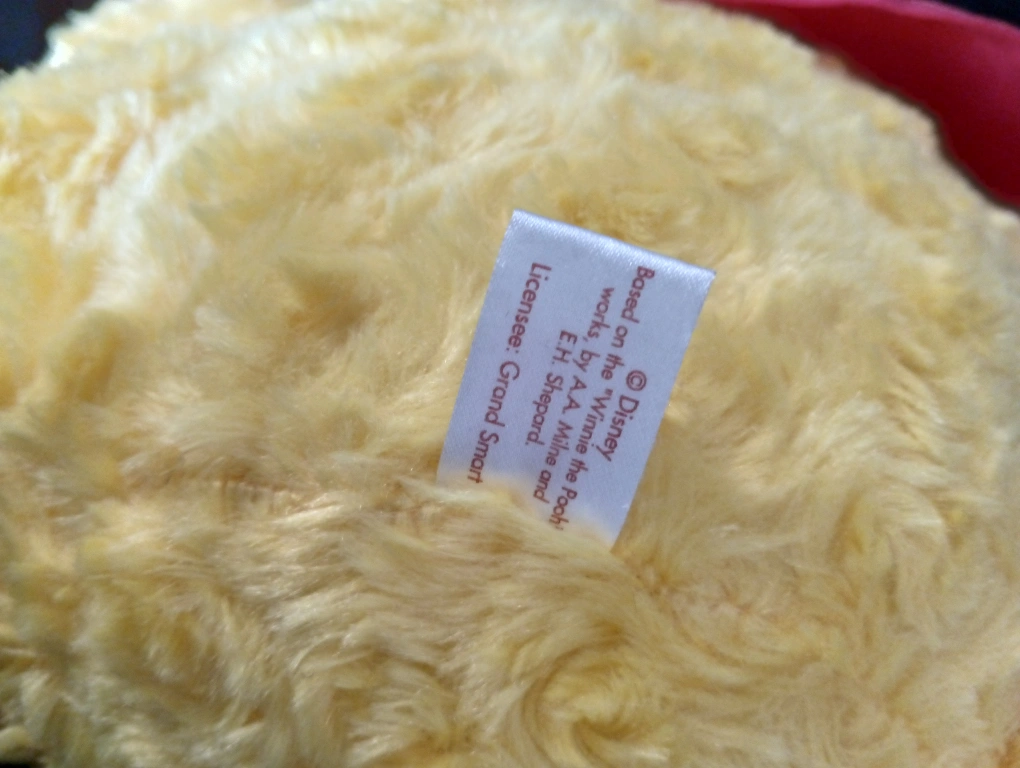 © Disney
Based on the "Winnie the Pooh"
works, by A.A. Milne and
E.H. Shepard.
Licensee: Grand Smart